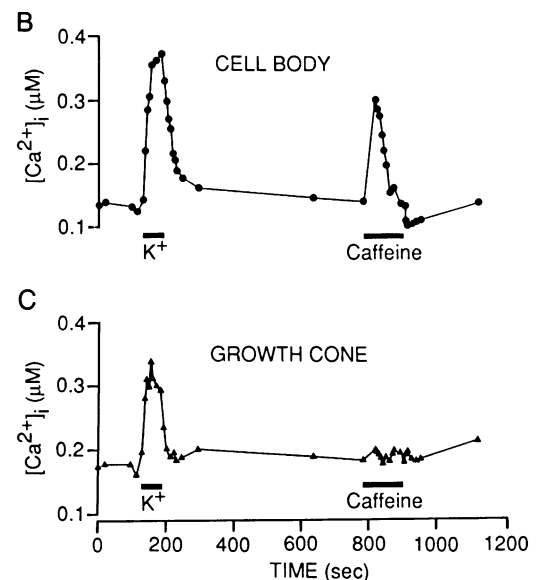 B
0.4
CELL BODY
0.3
[Ca²⁺]ᵢ (μM)
0.2
0.1
K⁺
Caffeine
C
0.4
GROWTH CONE
0.3
[Ca²⁺]ᵢ (μM)
0.2
K⁺
Caffeine
0.1
0 200 400 600 800 1000 1200
TIME (sec)